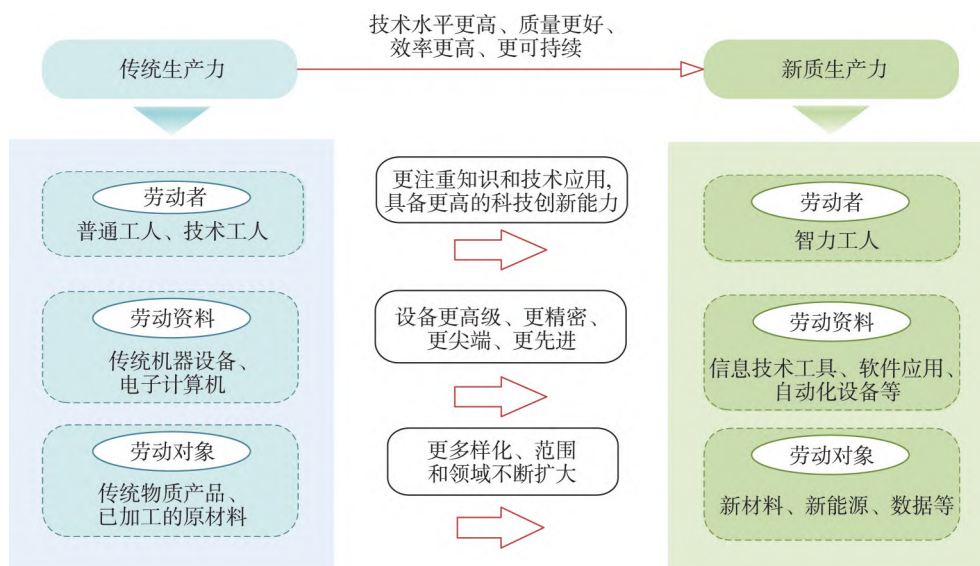 技术水平更高、质量更好、
效率更高、更可持续
传统生产力
新质生产力
劳动者
普通工人、技术工人
更注重知识和技术应用,
具备更高的科技创新能力
劳动者
智力工人
劳动资料
传统机器设备、
电子计算机
设备更高级、更精密、
更尖端、更先进
劳动资料
信息技术工具、软件应用、
自动化设备等
劳动对象
传统物质产品、
已加工的原材料
更多样化、范围
和领域不断扩大
劳动对象
新材料、新能源、数据等